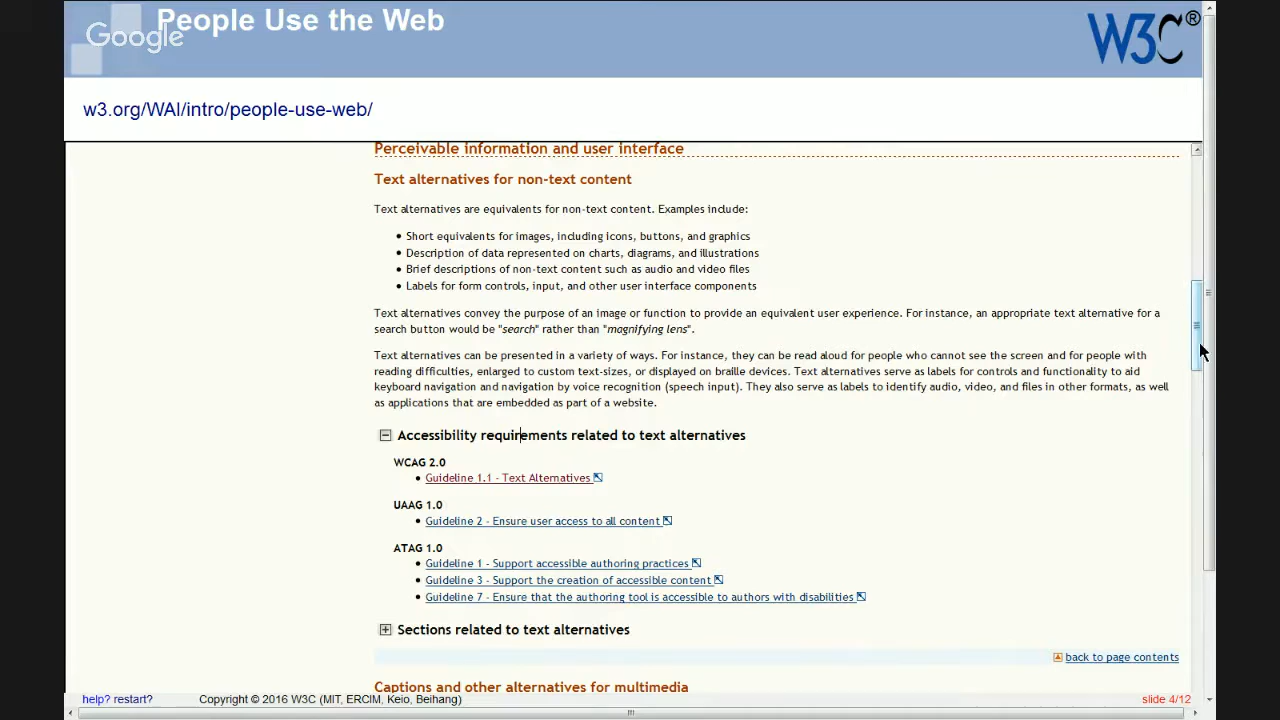 People Use the Web
Google
W3C®
w3.org/WAI/intro/people-use-web/
Perceivable information and user interface
Text alternatives for non-text content
Text alternatives are equivalents for non-text content. Examples include:
Short equivalents for images, including icons, buttons, and graphics
Description of data represented on charts, diagrams, and illustrations
Brief descriptions of non-text content such as audio and video files
Labels for form controls, input, and other user interface components
Text alternatives convey the purpose of an image or function to provide an equivalent user experience. For instance, an appropriate text alternative for a
search button would be "search" rather than "magnifying lens".
Text alternatives can be presented in a variety of ways. For instance, they can be read aloud for people who cannot see the screen and for people with
reading difficulties, enlarged to custom text-sizes, or displayed on braille devices. Text alternatives serve as labels for controls and functionality to aid
keyboard navigation and navigation by voice recognition (speech input). They also serve as labels to identify audio, video, and files in other formats, as well
as applications that are embedded as part of a website.
Accessibility requirements related to text alternatives
WCAG 2.0
Guideline 1.1 - Text Alternatives
UAAG 1.0
Guideline 2 - Ensure user access to all content
ATAG 1.0
Guideline 1 - Support accessible authoring practices
Guideline 3 - Support the creation of accessible content
Guideline 7 - Ensure that the authoring tool is accessible to authors with disabilities
Sections related to text alternatives
back to page contents
Captions and other alternatives for multimedia
help? restart? Copyright © 2016 W3C (MIT, ERCIM, Keio, Beihang) slide 4/12